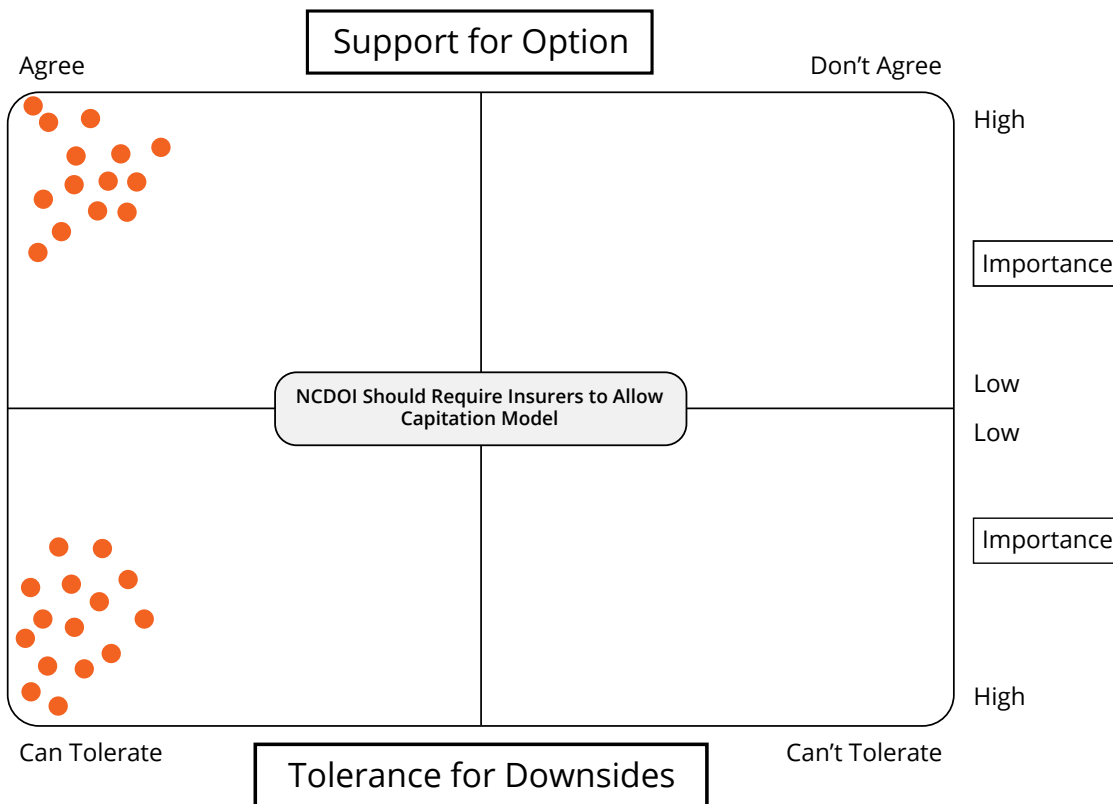 Support for Option
Agree
Don’t Agree
High
Importance
NCDOI Should Require Insurers to Allow
Capitation Model
Low
Low
Importance
High
Can Tolerate
Can’t Tolerate
Tolerance for Downsides